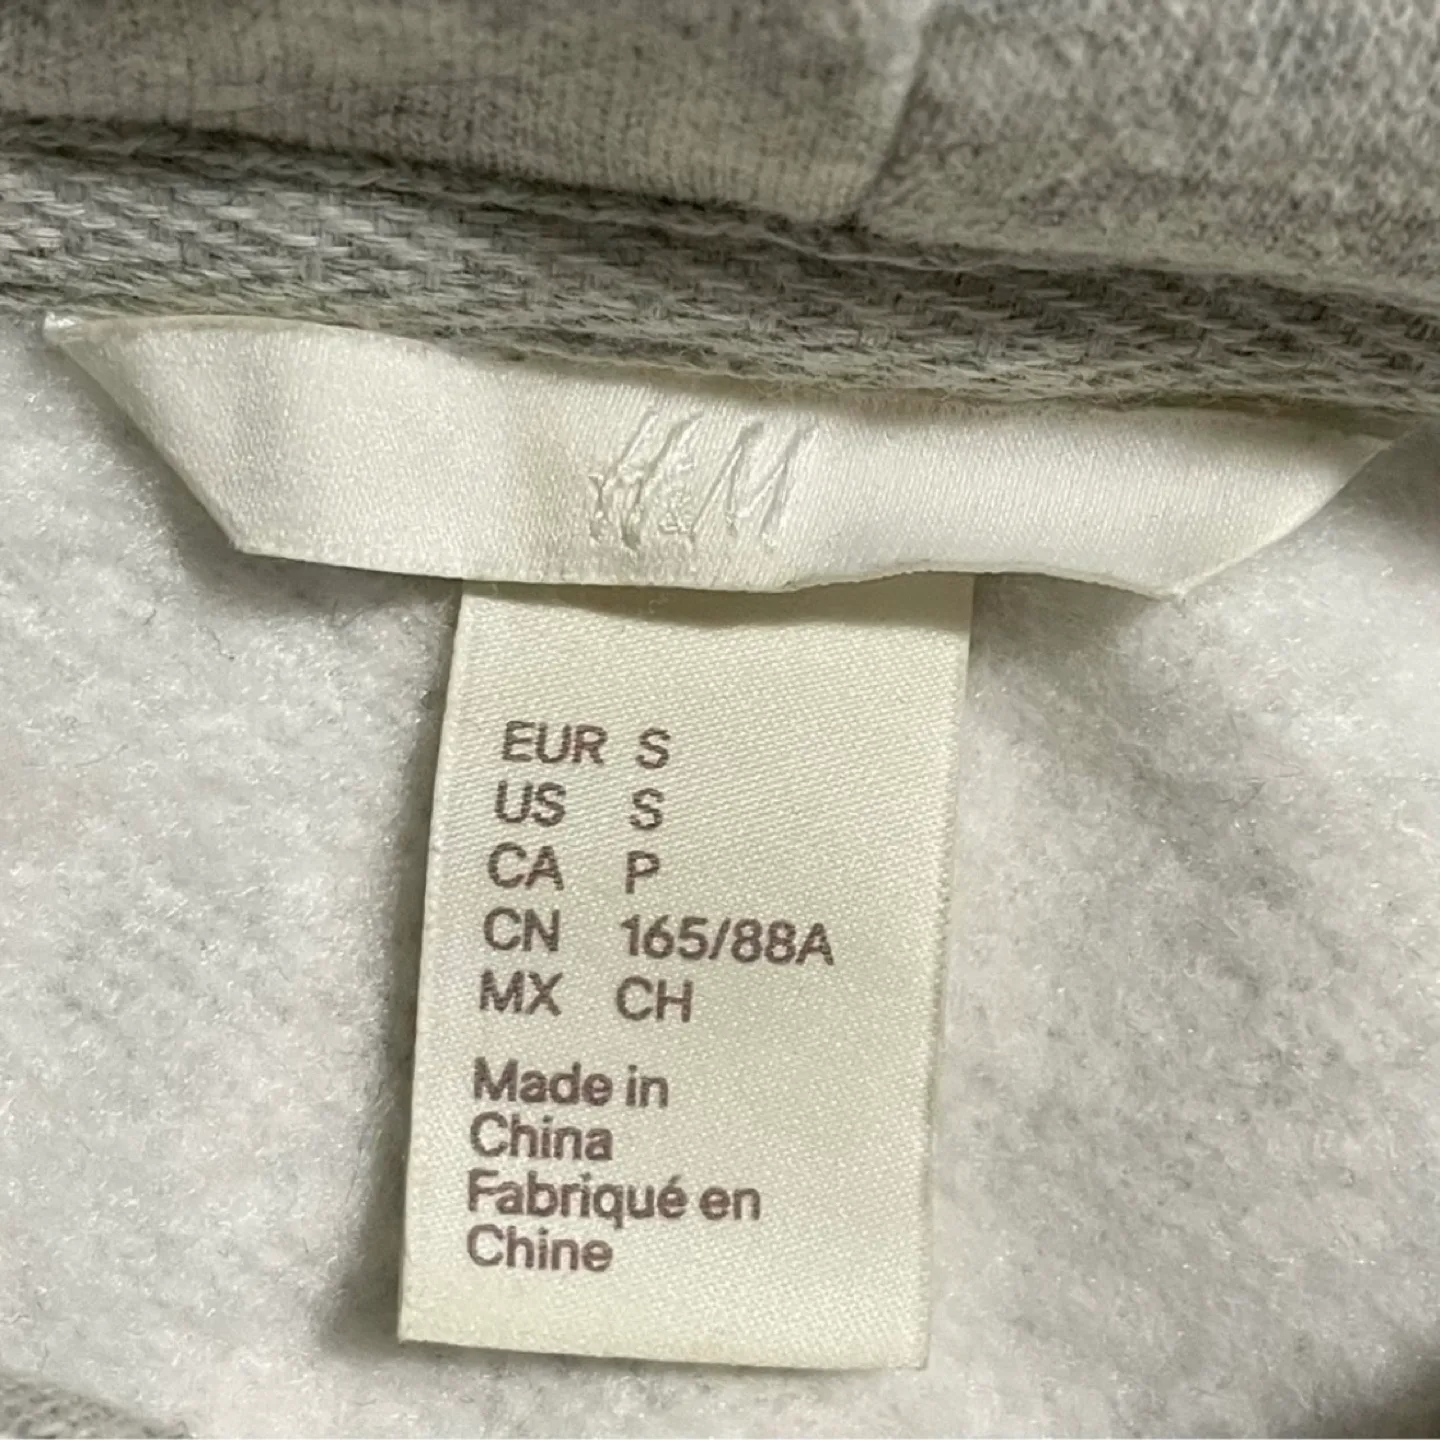 H&M
EUR S
US S
CA P
CN 165/88A
MX CH
Made in
China
Fabriqué en
Chine